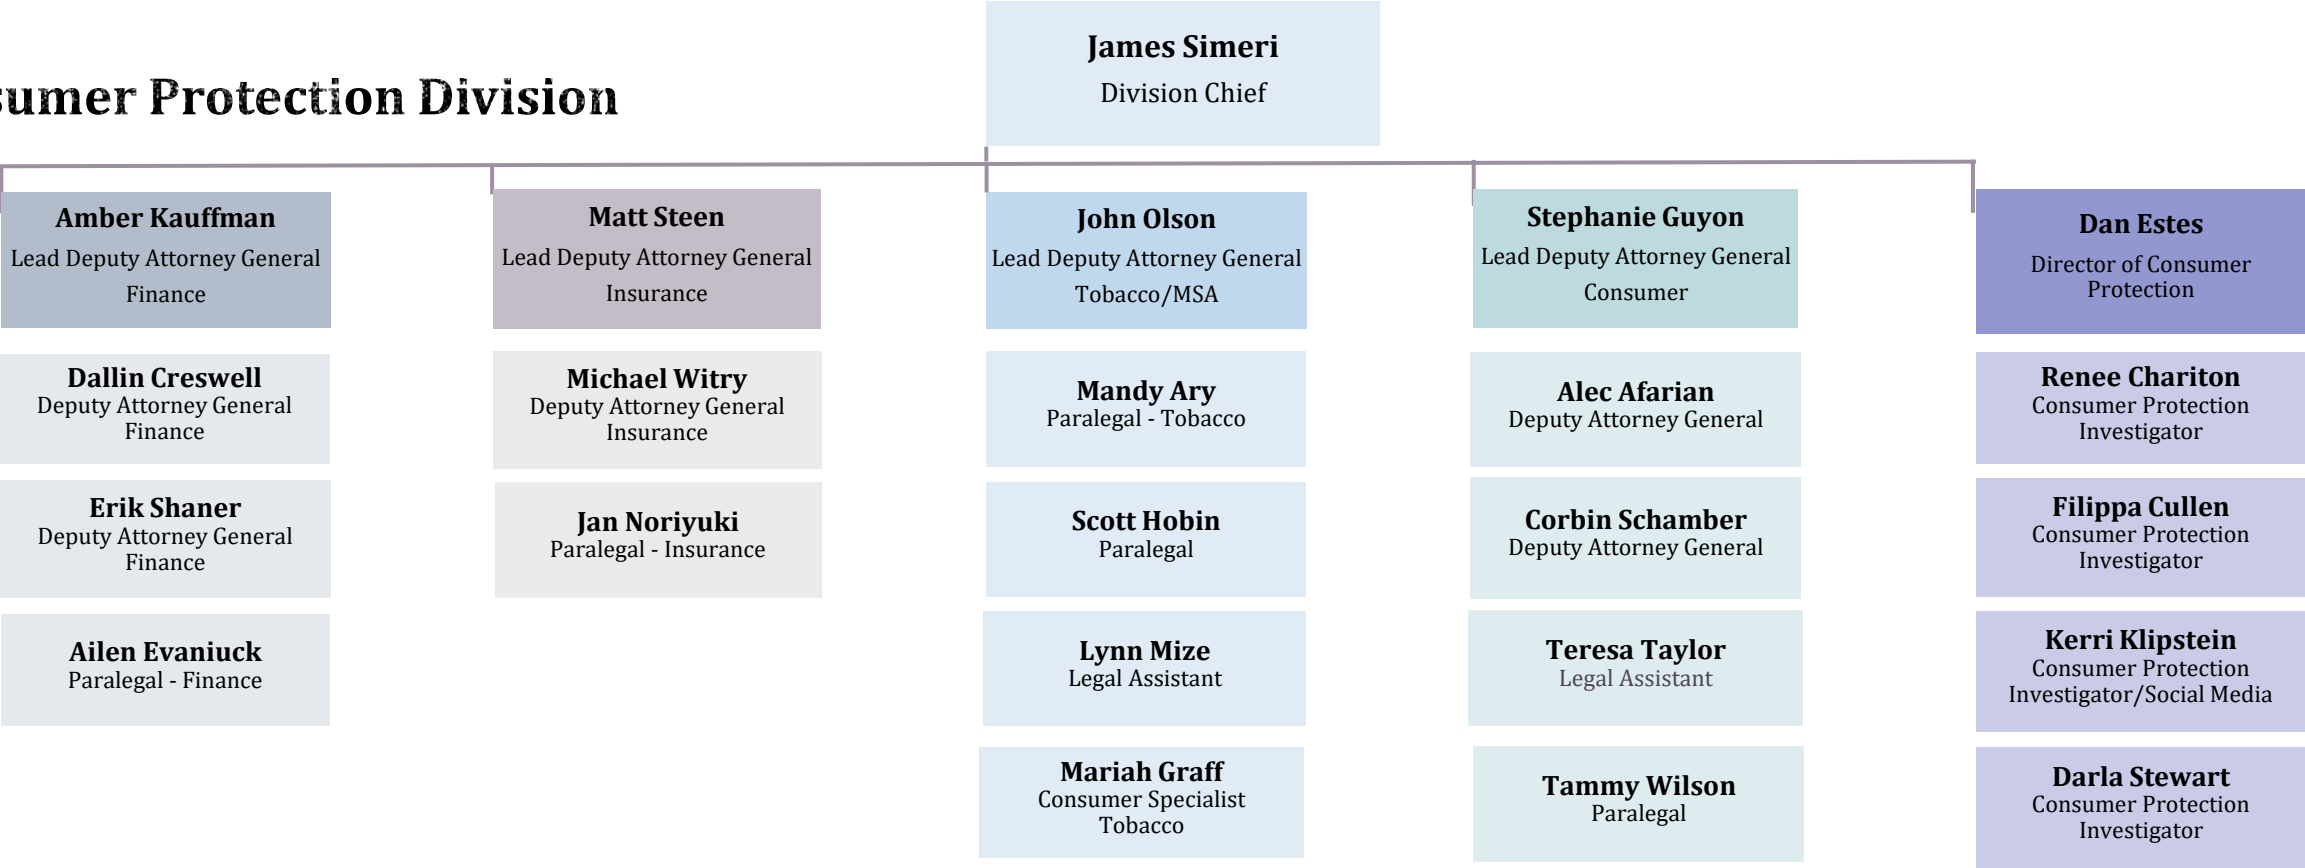 James Simeri
Division Chief
sumer Protection Division
Amber Kauffman
Lead Deputy Attorney General
Finance
Matt Steen
Lead Deputy Attorney General
Insurance
John Olson
Lead Deputy Attorney General
Tobacco/MSA
Stephanie Guyon
Lead Deputy Attorney General
Consumer
Dan Estes
Director of Consumer
Protection
Dallin Creswell
Deputy Attorney General
Finance
Michael Witry
Deputy Attorney General
Insurance
Mandy Ary
Paralegal - Tobacco
Alec Afarian
Deputy Attorney General
Renee Chariton
Consumer Protection
Investigator
Erik Shaner
Deputy Attorney General
Finance
Jan Noriyuki
Paralegal - Insurance
Scott Hobin
Paralegal
Corbin Schamber
Deputy Attorney General
Filippa Cullen
Consumer Protection
Investigator
Ailen Evaniuck
Paralegal - Finance
Lynn Mize
Legal Assistant
Teresa Taylor
Legal Assistant
Kerri Klipstein
Consumer Protection
Investigator/Social Media
Mariah Graff
Consumer Specialist
Tobacco
Tammy Wilson
Paralegal
Darla Stewart
Consumer Protection
Investigator